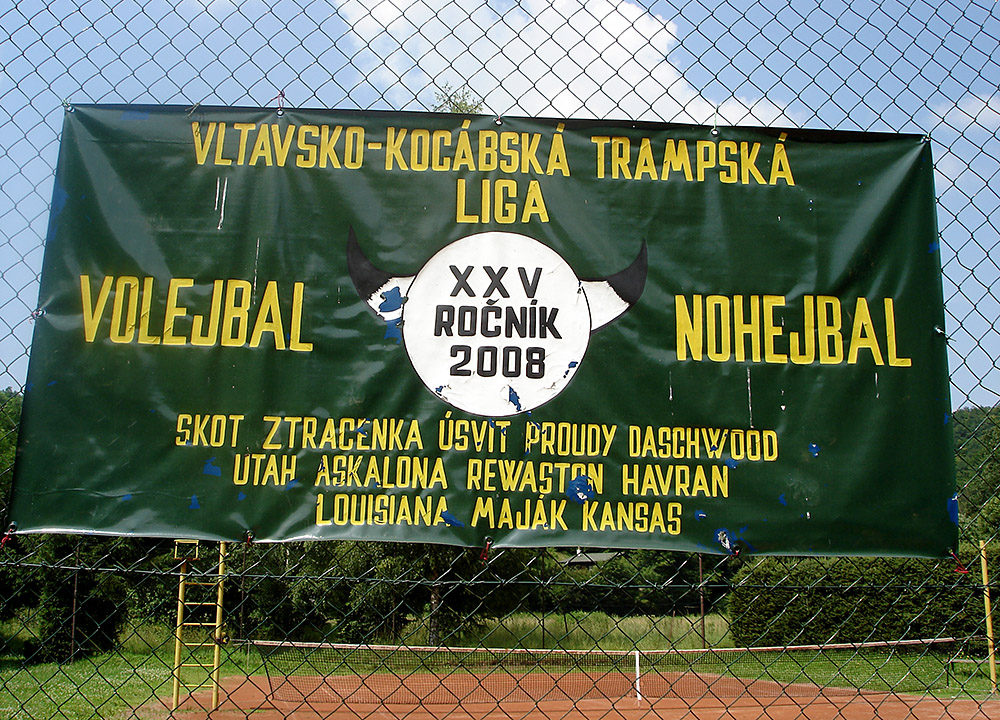 VLTAVSKO-KOCÁBSKÁ TRAMPSKÁ
LIGA
VOLEJBAL
XXV
ROČNÍK
2008
NOHEJBAL
SKOT ZTRACENKA ÚSVIT PROUDY DASCHWOOD
UTAH ASKALONA REWASTON HAVRAN
LOUISIANA MAJÁK KANSAS